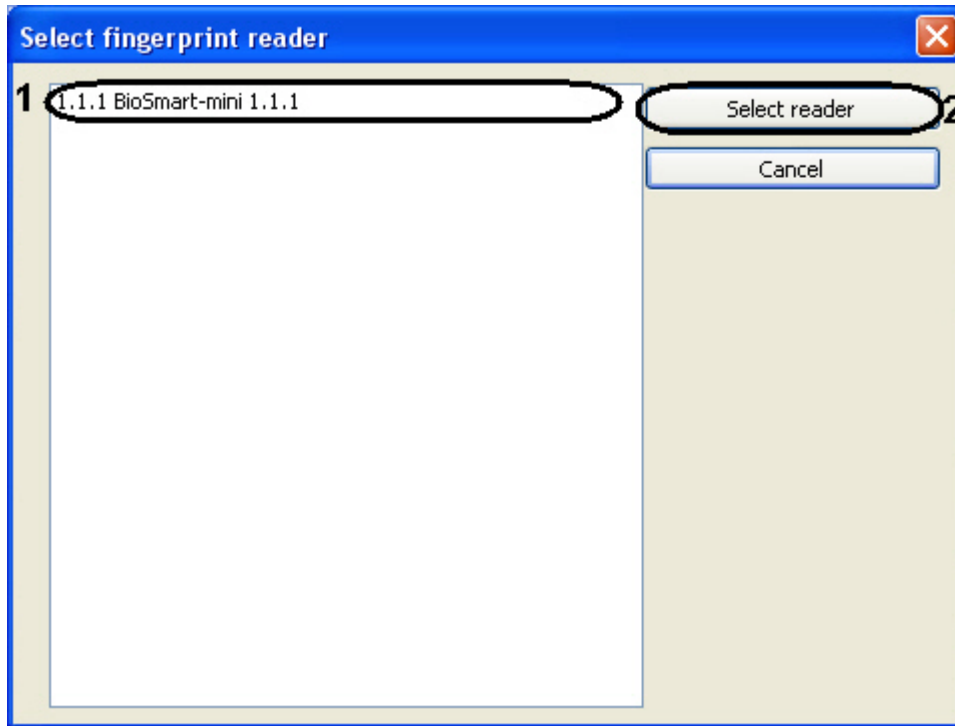 Select fingerprint reader
1 1.1.1 BioSmart-mini 1.1.1
Select reader 2
Cancel